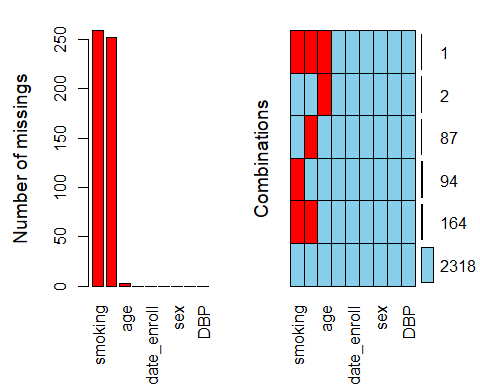 Number of missings
250
200
150
100
50
0
smoking
age
date_enroll
sex
DBP
Combinations
1
2
87
94
164
2318
smoking
age
date_enroll
sex
DBP